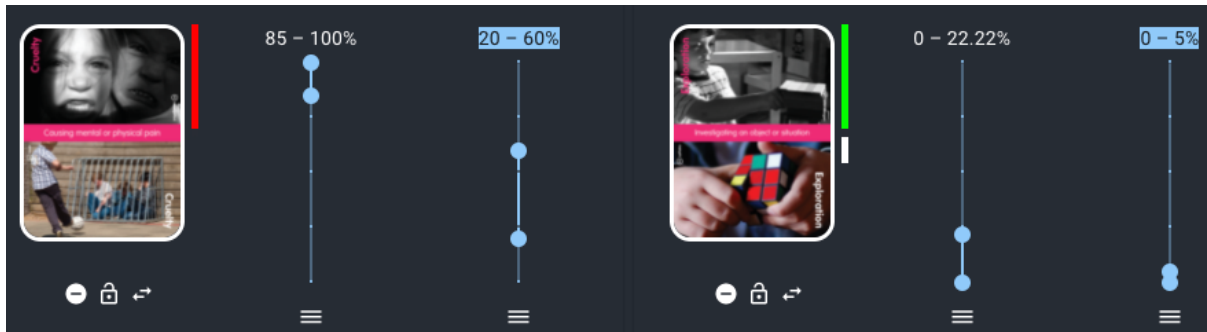 85 – 100%
20 – 60%
Cruelty
Causing mental or physical pain
Cruelty
0 – 22.22%
0 – 5%
Exploration
Investigating an object or situation
Exploration